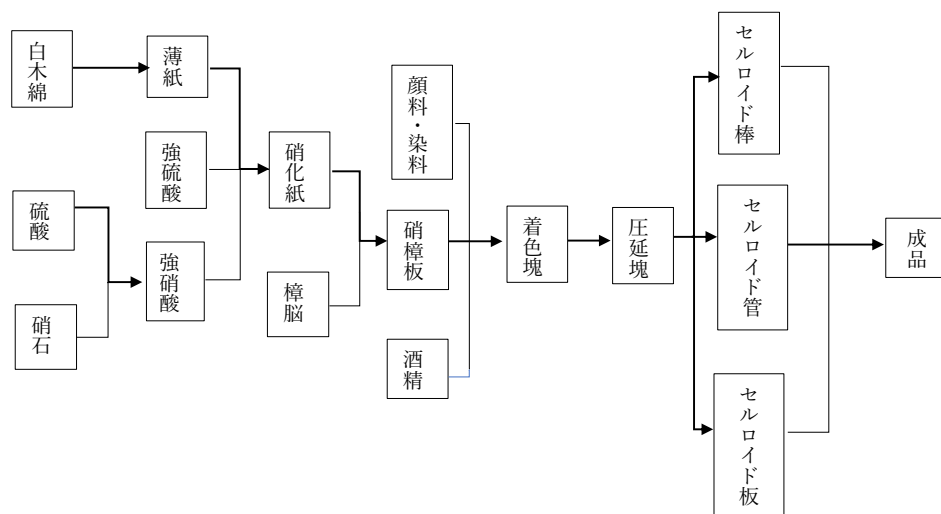 白木綿
薄紙
強硫酸
硫酸
強硝酸
硝石
硝化紙
樟脳
顔料・染料
硝樟板
酒精
着色塊
圧延塊
セルロイド棒
セルロイド管
セルロイド板
成品